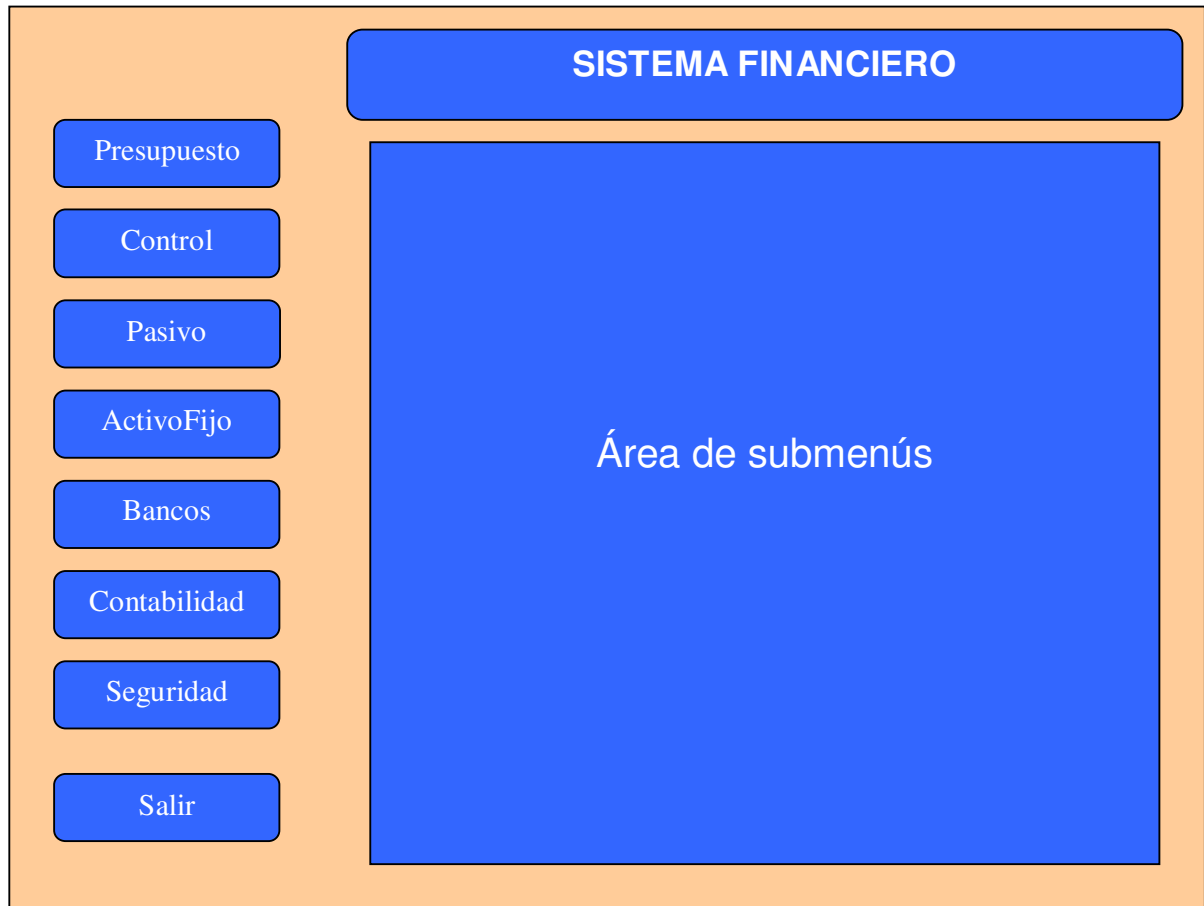 SISTEMA FINANCIERO
Presupuesto
Control
Pasivo
ActivoFijo
Bancos
Contabilidad
Seguridad
Salir
Área de submenús